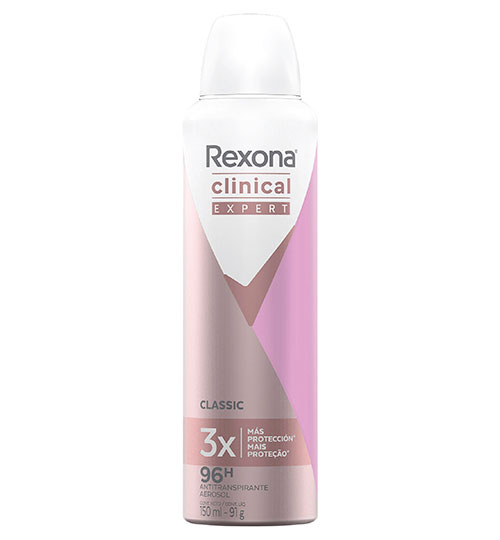 Rexona
clinical
EXPERT
CLASSIC
3x
MÁS
PROTECCIÓN*
MAIS
PROTEÇÃO*
96H
ANTITRANSPIRANTE
AEROSOL
150 ml - 91 g